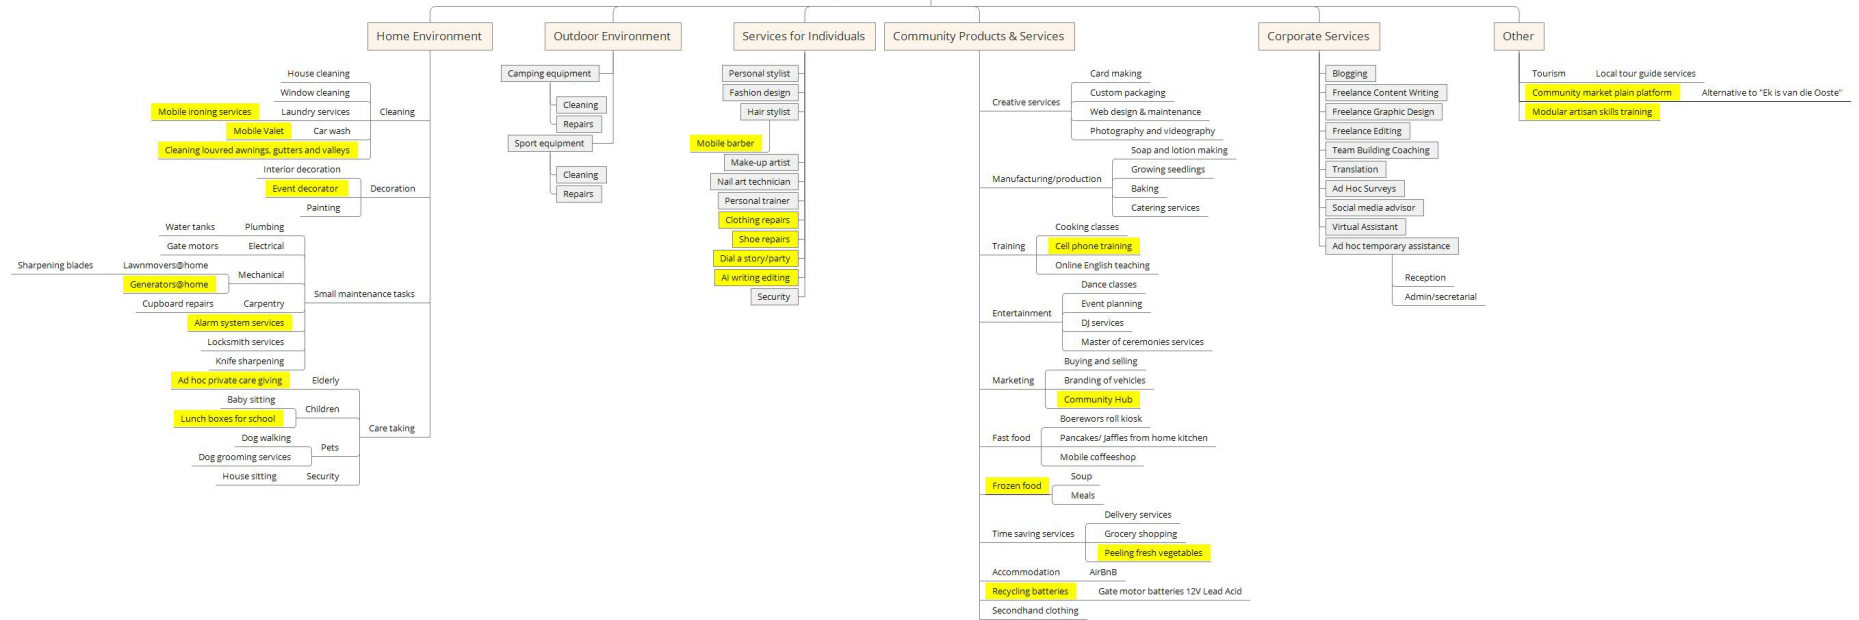 Home Environment
House cleaning
Window cleaning
Mobile ironing services
Laundry services
Cleaning
Mobile Valet
Car wash
Cleaning louvred awnings, gutters and valleys
Interior decoration
Event decorator
Decoration
Painting
Water tanks
Plumbing
Gate motors
Electrical
Sharpening blades
Lawnmovers@home
Mechanical
Generators@home
Small maintenance tasks
Cupboard repairs
Carpentry
Alarm system services
Locksmith services
Knife sharpening
Ad hoc private care giving
Elderly
Baby sitting
Children
Lunch boxes for school
Care taking
Dog walking
Pets
Dog grooming services
House sitting
Security
Outdoor Environment
Camping equipment
Cleaning
Repairs
Sport equipment
Cleaning
Repairs
Services for Individuals
Personal stylist
Fashion design
Hair stylist
Mobile barber
Make-up artist
Nail art technician
Personal trainer
Clothing repairs
Shoe repairs
Dial a story/party
AI writing editing
Security
Community Products & Services
Creative services
Card making
Custom packaging
Web design & maintenance
Photography and videography
Manufacturing/production
Soap and lotion making
Growing seedlings
Baking
Catering services
Training
Cooking classes
Cell phone training
Online English teaching
Entertainment
Dance classes
Event planning
DJ services
Master of ceremonies services
Marketing
Buying and selling
Branding of vehicles
Community Hub
Fast food
Boerewors roll kiosk
Pancakes/ Jaffles from home kitchen
Mobile coffeeshop
Frozen food
Soup
Meals
Time saving services
Delivery services
Grocery shopping
Peeling fresh vegetables
Accommodation
AirBnB
Recycling batteries
Gate motor batteries 12V Lead Acid
Secondhand clothing
Corporate Services
Blogging
Freelance Content Writing
Freelance Graphic Design
Freelance Editing
Team Building Coaching
Translation
Ad Hoc Surveys
Social media advisor
Virtual Assistant
Ad hoc temporary assistance
Reception
Admin/secretarial
Other
Tourism
Local tour guide services
Community market plain platform
Alternative to "Ek is van die Ooste"
Modular artisan skills training